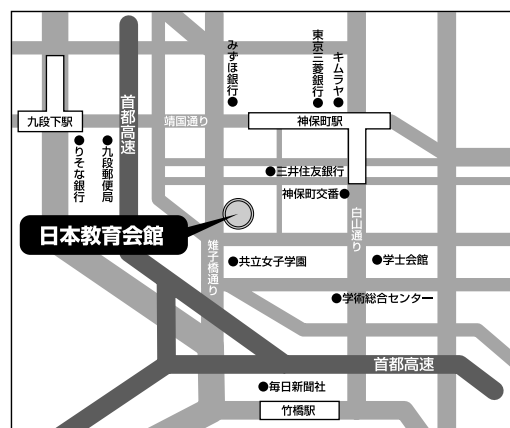 みずほ銀行
東京三菱銀行
キムラヤ
首都高速
九段下駅
靖国通り
神保町駅
りそな銀行
九段郵便局
三井住友銀行
神保町交番
日本教育会館
白山通り
雉子橋通り
共立女子学園
学士会館
学術総合センター
首都高速
毎日新聞社
竹橋駅